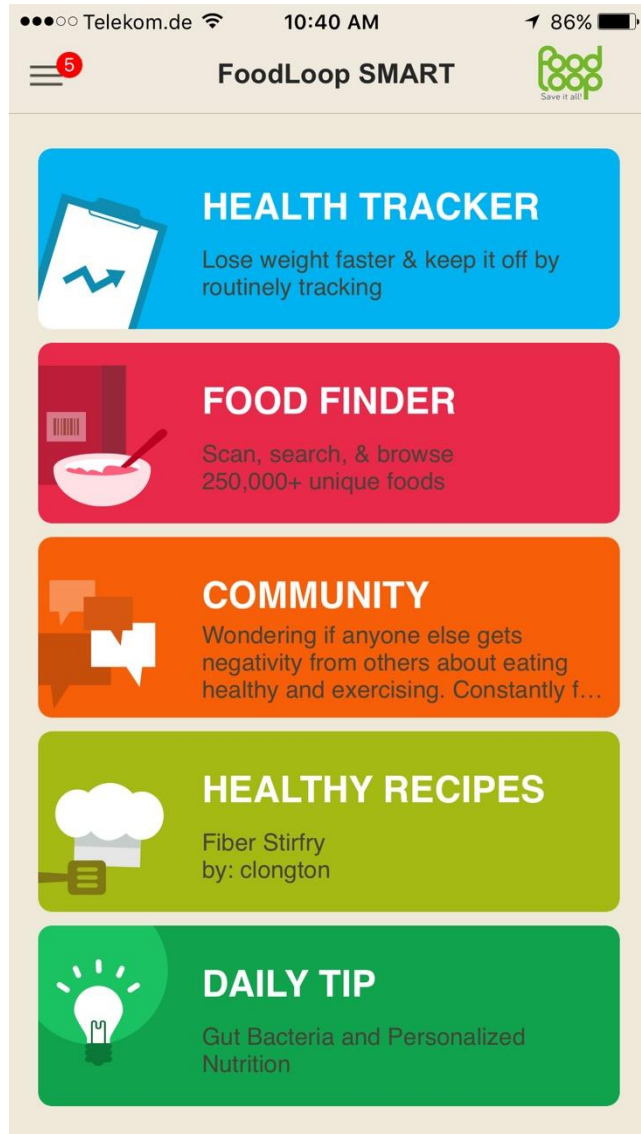 Telekom.de 10:40 AM 86%
5 FoodLoop SMART
food
loop
Save it all!
HEALTH TRACKER
Lose weight faster & keep it off by
routinely tracking
FOOD FINDER
Scan, search, & browse
250,000+ unique foods
COMMUNITY
Wondering if anyone else gets
negativity from others about eating
healthy and exercising. Constantly f...
HEALTHY RECIPES
Fiber Stirfry
by: clongton
DAILY TIP
Gut Bacteria and Personalized
Nutrition